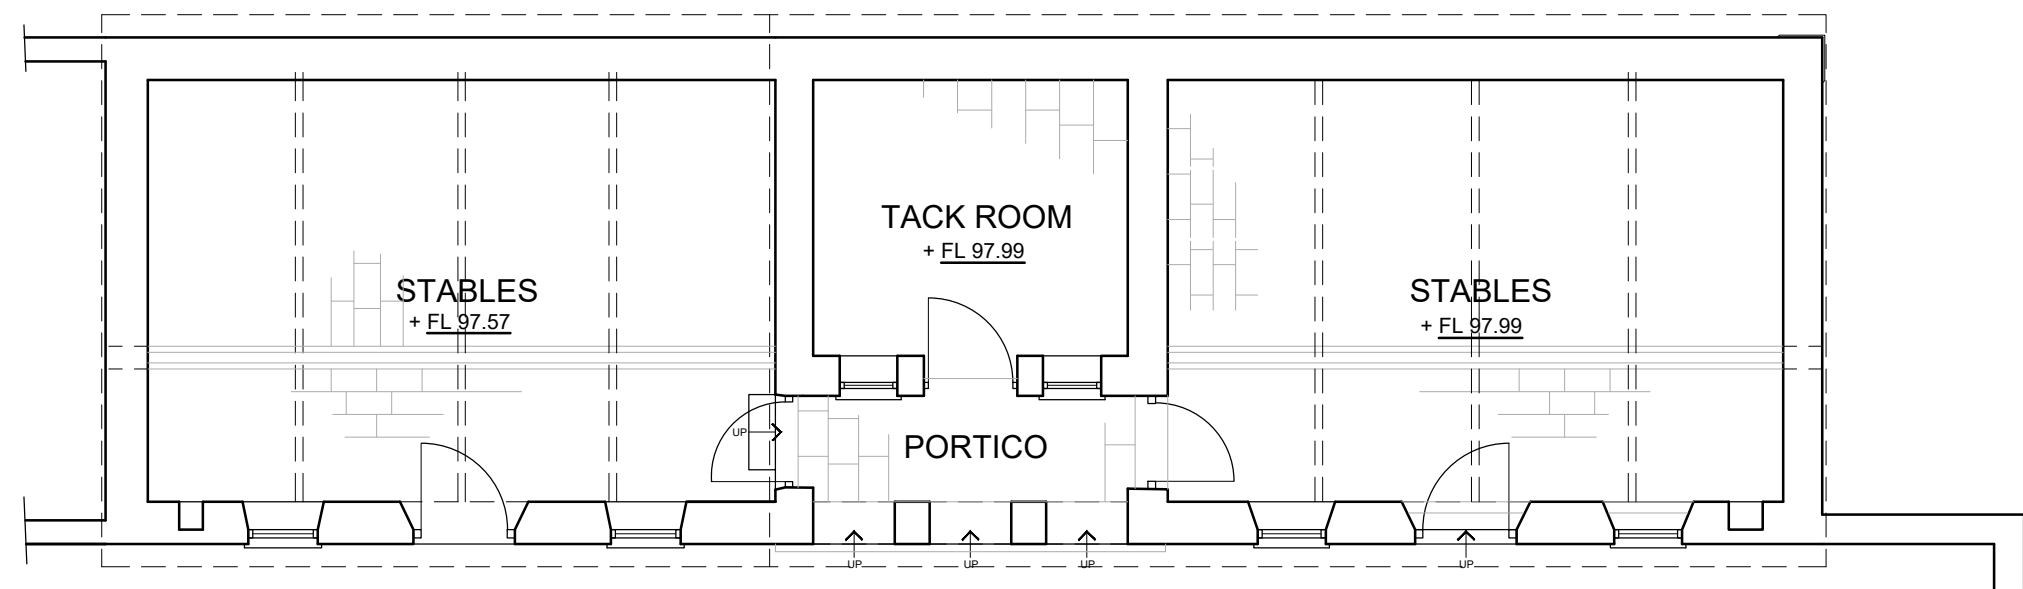 TACK ROOM
+ FL 97.99
STABLES
+ FL 97.57
STABLES
+ FL 97.99
UP
PORTICO
UP
UP
UP
UP